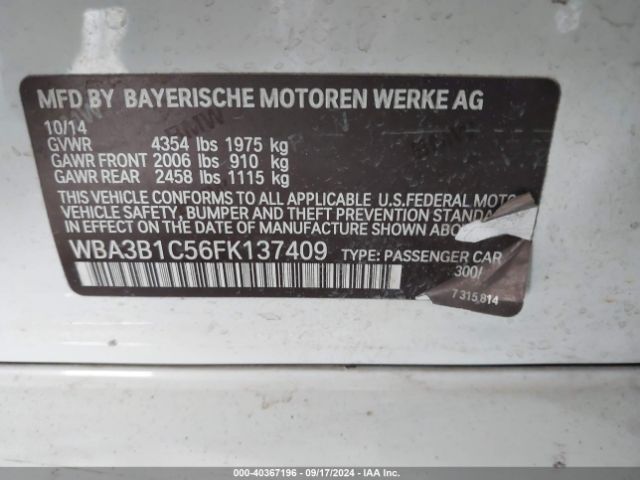 MFD BY BAYERISCHE MOTOREN WERKE AG
10/14
GVWR 4354 lbs 1975 kg
GAWR FRONT 2006 lbs 910 kg
GAWR REAR 2458 lbs 1115 kg
THIS VEHICLE CONFORMS TO ALL APPLICABLE U.S.FEDERAL MOTO
VEHICLE SAFETY, BUMPER AND THEFT PREVENTION STANDA
IN EFFECT ON THE DATE OF MANUFACTURE SHOWN ABO
WBA3B1C56FK137409 TYPE: PASSENGER CAR
300/
7 315 814
000-40367196 - 09/17/2024 - IAA Inc.